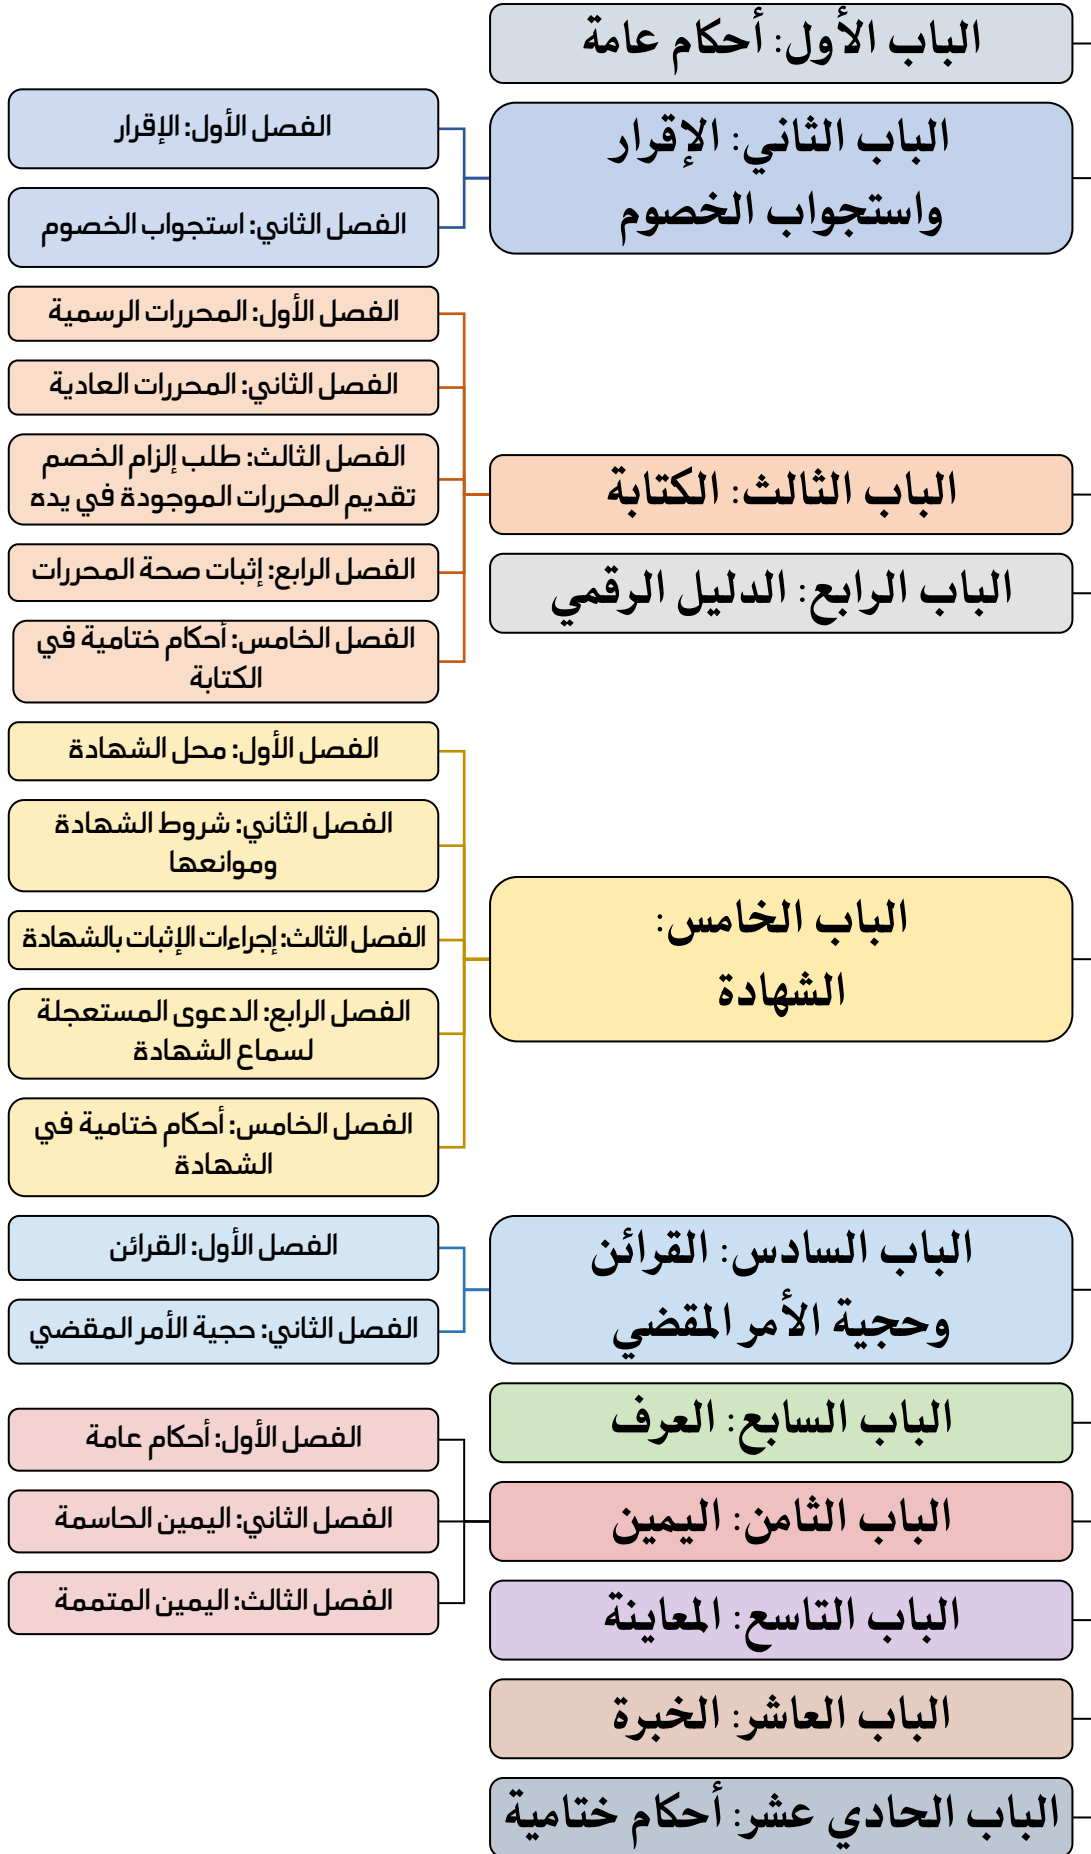 الباب الأول: أحكام عامة
الباب الثاني: الإقرار
واستجواب الخصوم
الفصل الأول: الإقرار
الفصل الثاني: استجواب الخصوم
الباب الثالث: الكتابة
الفصل الأول: المحررات الرسمية
الفصل الثاني: المحررات العادية
الفصل الثالث: طلب إلزام الخصم
تقديم المحررات الموجودة في يده
الفصل الرابع: إثبات صحة المحررات
الفصل الخامس: أحكام ختامية في
الكتابة
الباب الرابع: الدليل الرقمي
الباب الخامس:
الشهادة
الفصل الأول: محل الشهادة
الفصل الثاني: شروط الشهادة
وموانعها
الفصل الثالث: إجراءات الإثبات بالشهادة
الفصل الرابع: الدعوى المستعجلة
لسماع الشهادة
الفصل الخامس: أحكام ختامية في
الشهادة
الباب السادس: القرائن
وحجية الأمر المقضي
الفصل الأول: القرائن
الفصل الثاني: حجية الأمر المقضي
الباب السابع: العرف
الباب الثامن: اليمين
الفصل الأول: أحكام عامة
الفصل الثاني: اليمين الحاسمة
الفصل الثالث: اليمين المتممة
الباب التاسع: المعاينة
الباب العاشر: الخبرة
الباب الحادي عشر: أحكام ختامية